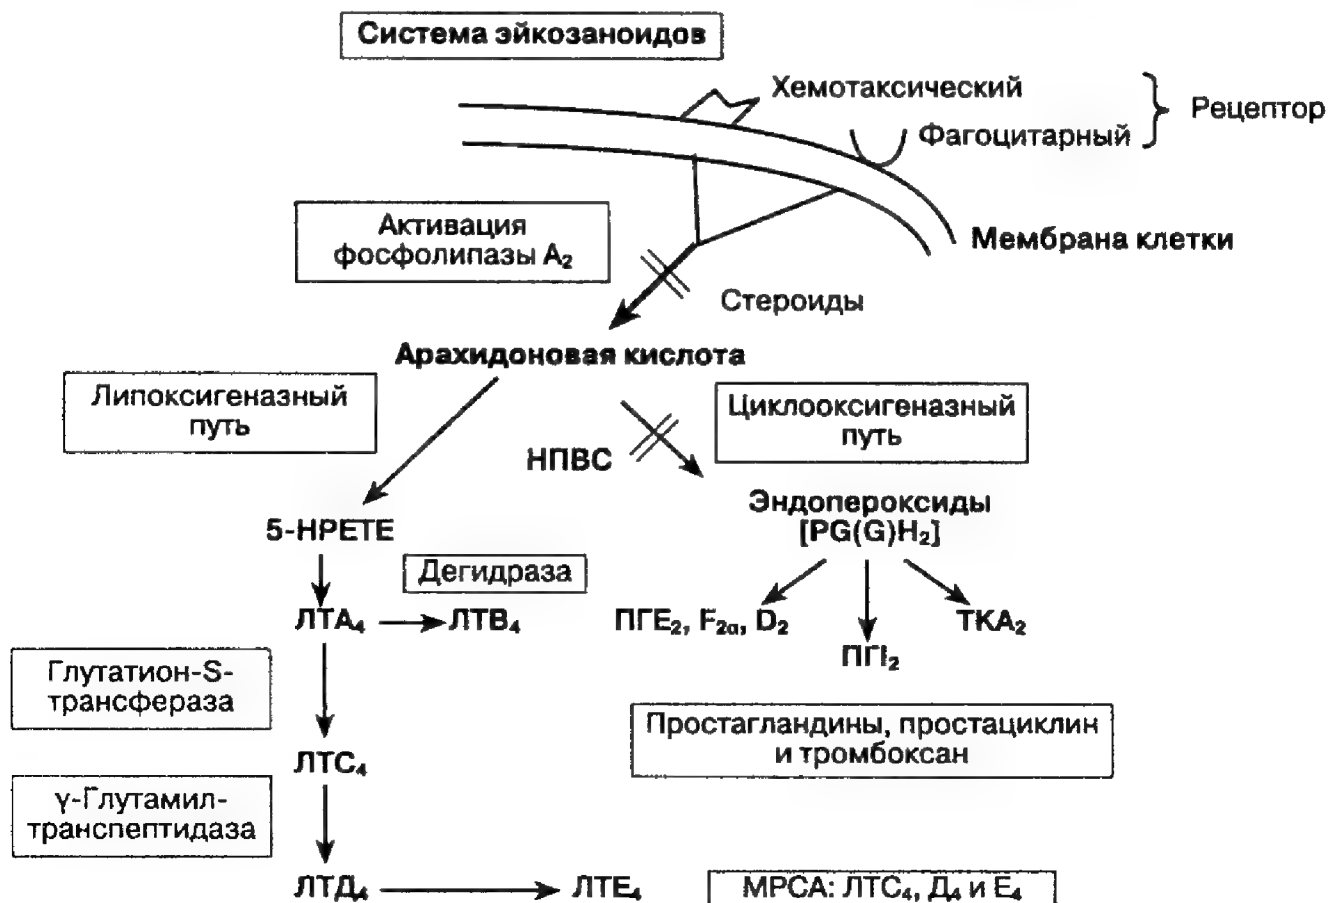 Система эйкозаноидов
Хемотаксический
Фагоцитарный
Рецептор
Активация
фосфолипазы А₂
Мембрана клетки
Стероиды
Арахидоновая кислота
Липоксигеназный
путь
Циклооксигеназный
путь
НПВС
Эндопероксиды
[PG(G)H₂]
5-HPETE
Дегидраза
ЛТА₄
ЛТВ₄
ПГЕ₂, F₂α, D₂
ТКА₂
ПГI₂
Глутатион-S-
трансфераза
Простагландины, простациклин
и тромбоксан
ЛТС₄
γ-Глутамил-
транспептидаза
ЛТД₄
ЛТЕ₄
МРСА: ЛТС₄, Д₄ и Е₄